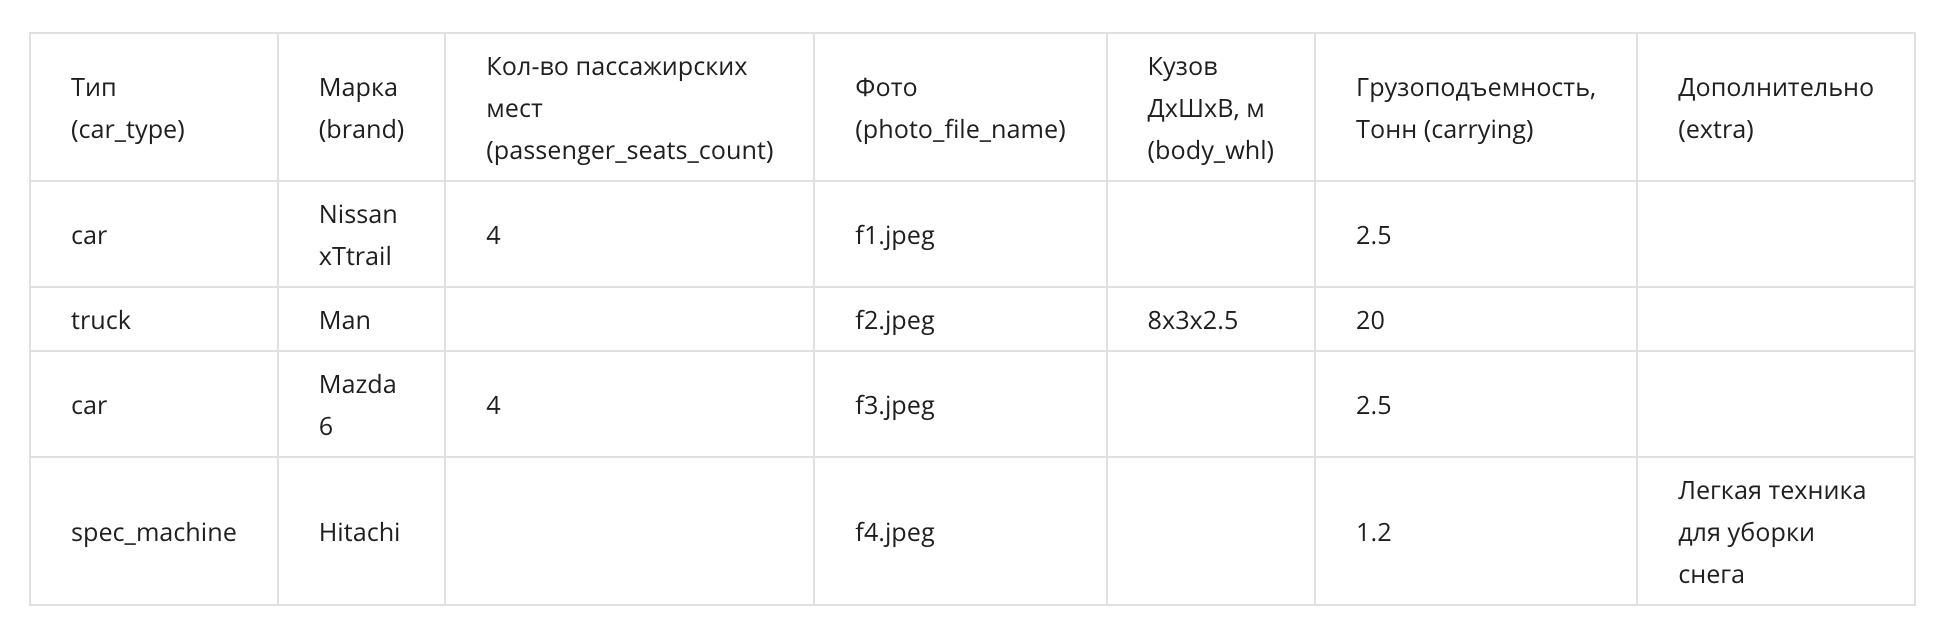 Тип
(car_type)
Марка
(brand)
Кол-во пассажирских
мест
(passenger_seats_count)
Фото
(photo_file_name)
Кузов
ДxШxВ, м
(body_whl)
Грузоподъемность,
Тонн (carrying)
Дополнительно
(extra)
car
Nissan
xTtrail
4
f1.jpeg
2.5
truck
Man
f2.jpeg
8x3x2.5
20
car
Mazda
6
4
f3.jpeg
2.5
spec_machine
Hitachi
f4.jpeg
1.2
Легкая техника
для уборки
снега